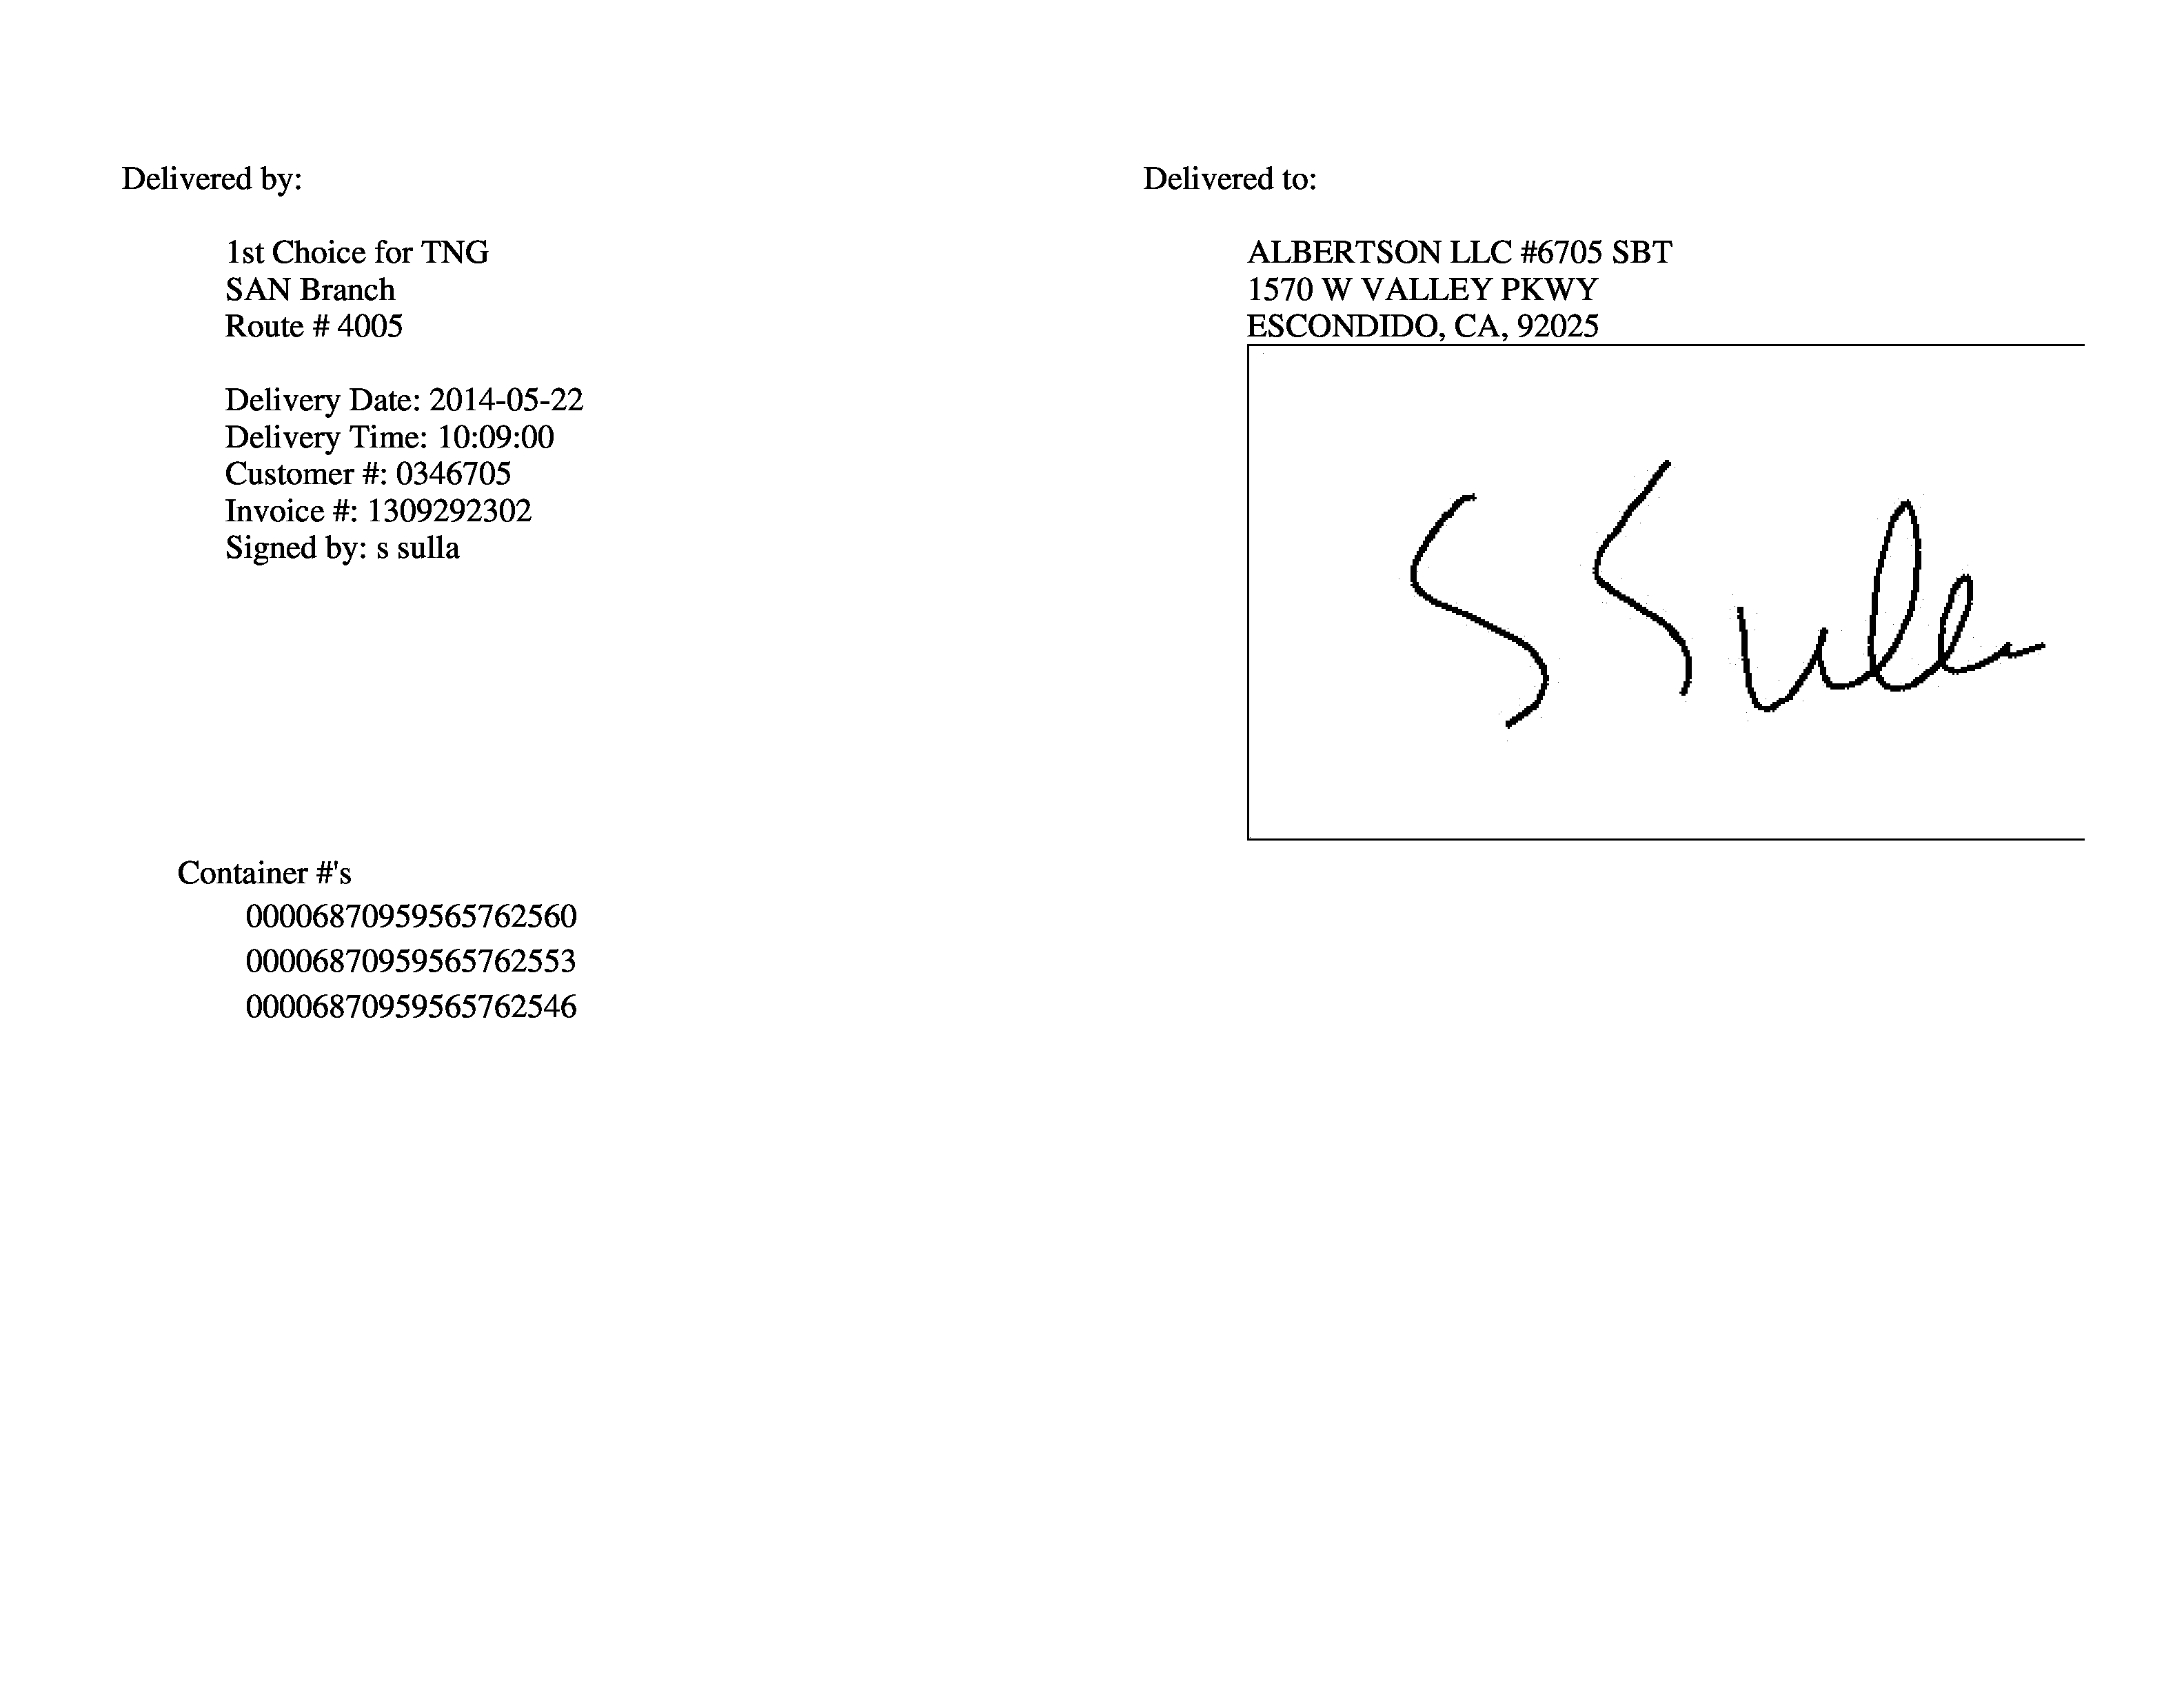 Delivered by:
1st Choice for TNG
SAN Branch
Route # 4005
Delivery Date: 2014-05-22
Delivery Time: 10:09:00
Customer #: 0346705
Invoice #: 1309292302
Signed by: s sulla
Delivered to:
ALBERTSON LLC #6705 SBT
1570 W VALLEY PKWY
ESCONDIDO, CA, 92025
S Sulla
Container #'s
00006870959565762560
00006870959565762553
00006870959565762546